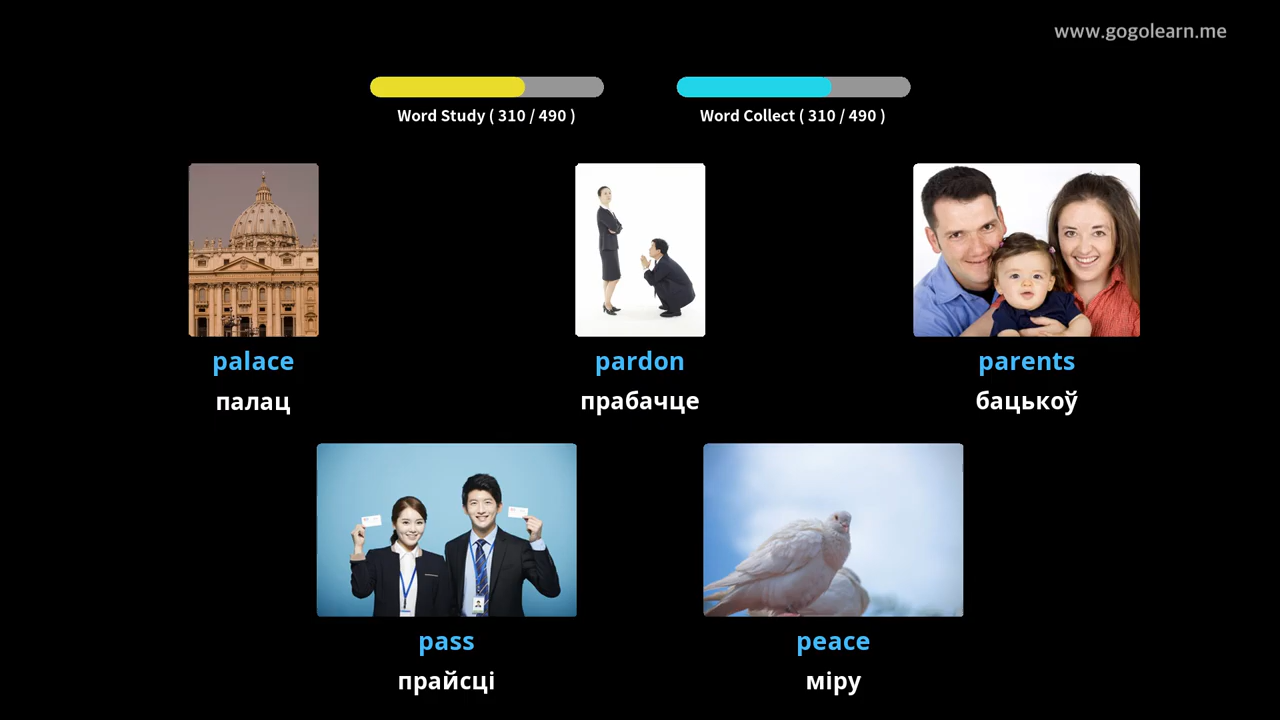 www.gogolearn.me
Word Study ( 310 / 490 )
Word Collect ( 310 / 490 )
palace
палац
pardon
прабачце
parents
бацькоў
pass
прайсці
peace
міру